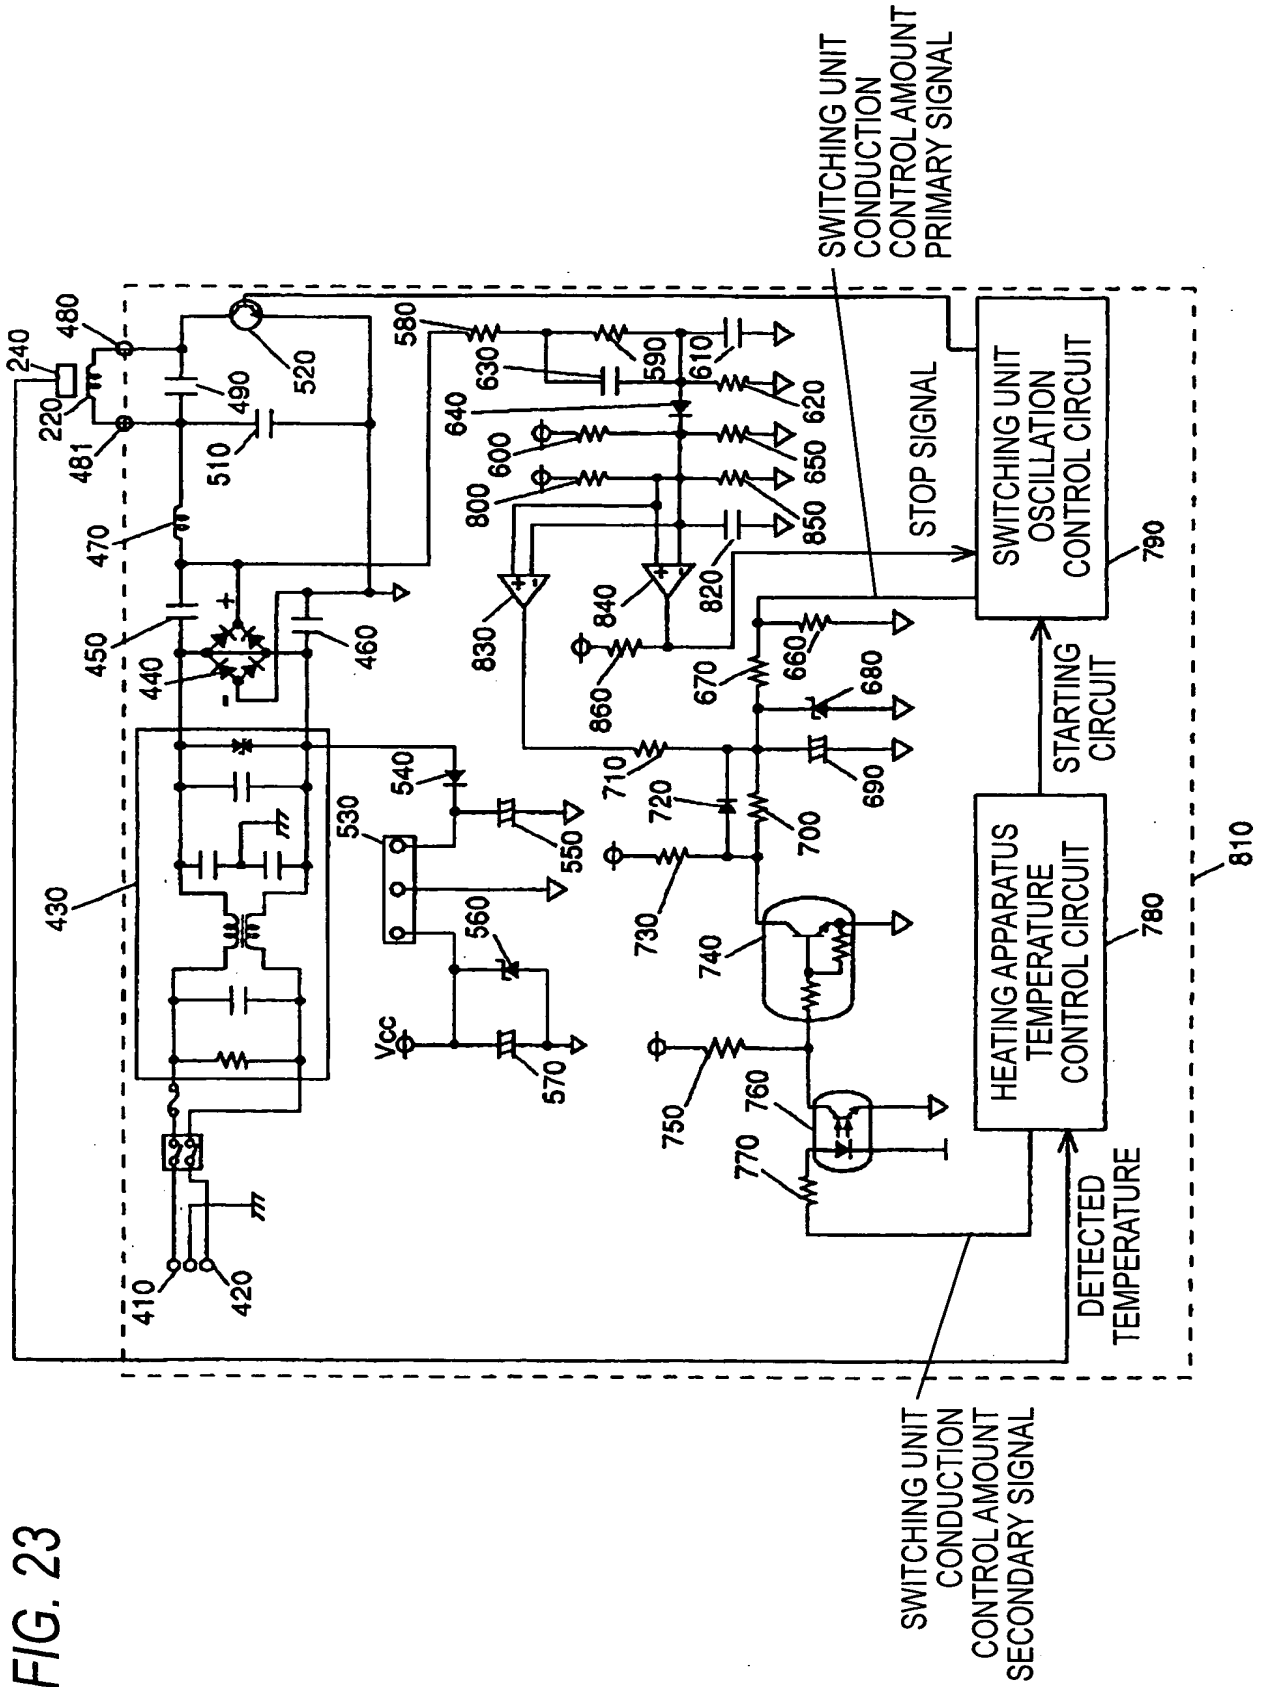 FIG. 23
240
220
480
481
490
510
520
470
450
440
+
-
460
430
410
420
530
540
550
560
570
Vcc
580
630
590
610
640
620
600
650
800
850
820
830
+
-
840
+
-
860
670
660
680
710
720
690
700
730
740
750
760
770
SWITCHING UNIT
CONDUCTION
CONTROL AMOUNT
PRIMARY SIGNAL
STOP SIGNAL
SWITCHING UNIT
OSCILLATION
CONTROL CIRCUIT
790
STARTING
CIRCUIT
HEATING APPARATUS
TEMPERATURE
CONTROL CIRCUIT
780
810
DETECTED
TEMPERATURE
SWITCHING UNIT
CONDUCTION
CONTROL AMOUNT
SECONDARY SIGNAL